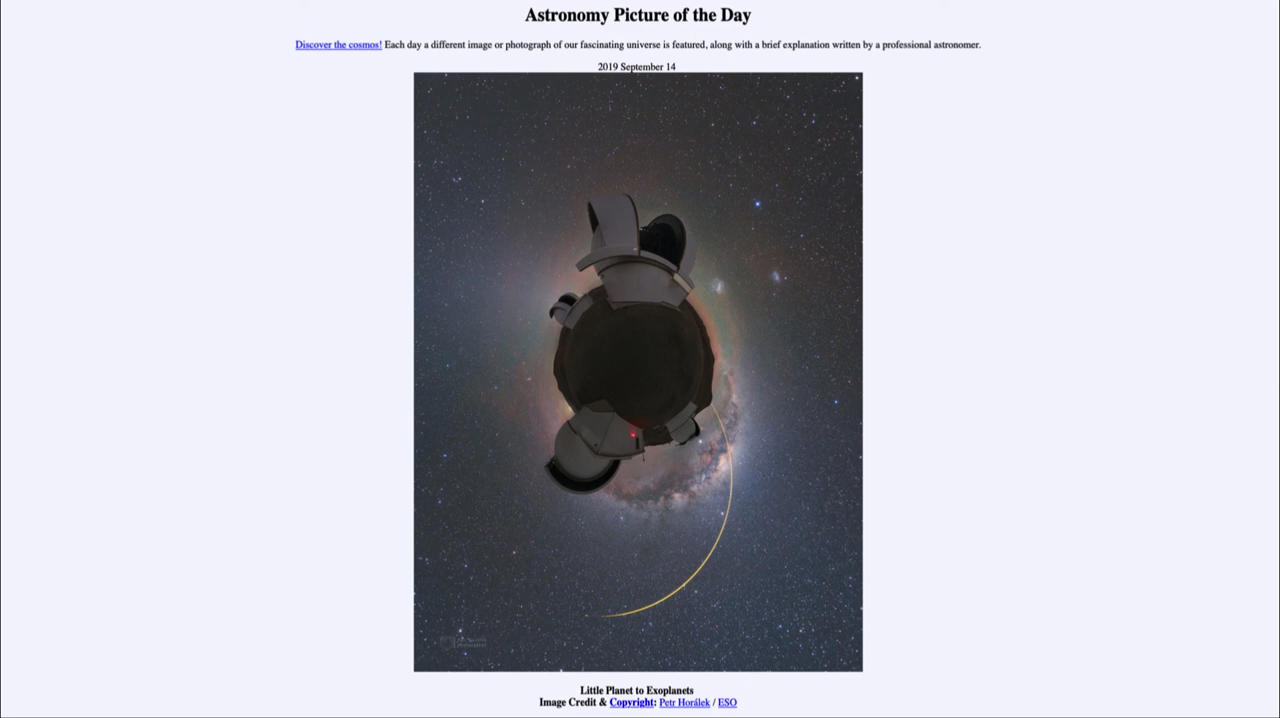 Astronomy Picture of the Day
Discover the cosmos! Each day a different image or photograph of our fascinating universe is featured, along with a brief explanation written by a professional astronomer.
2019 September 14
Little Planet to Exoplanets
Image Credit & Copyright: Petr Horálek / ESO